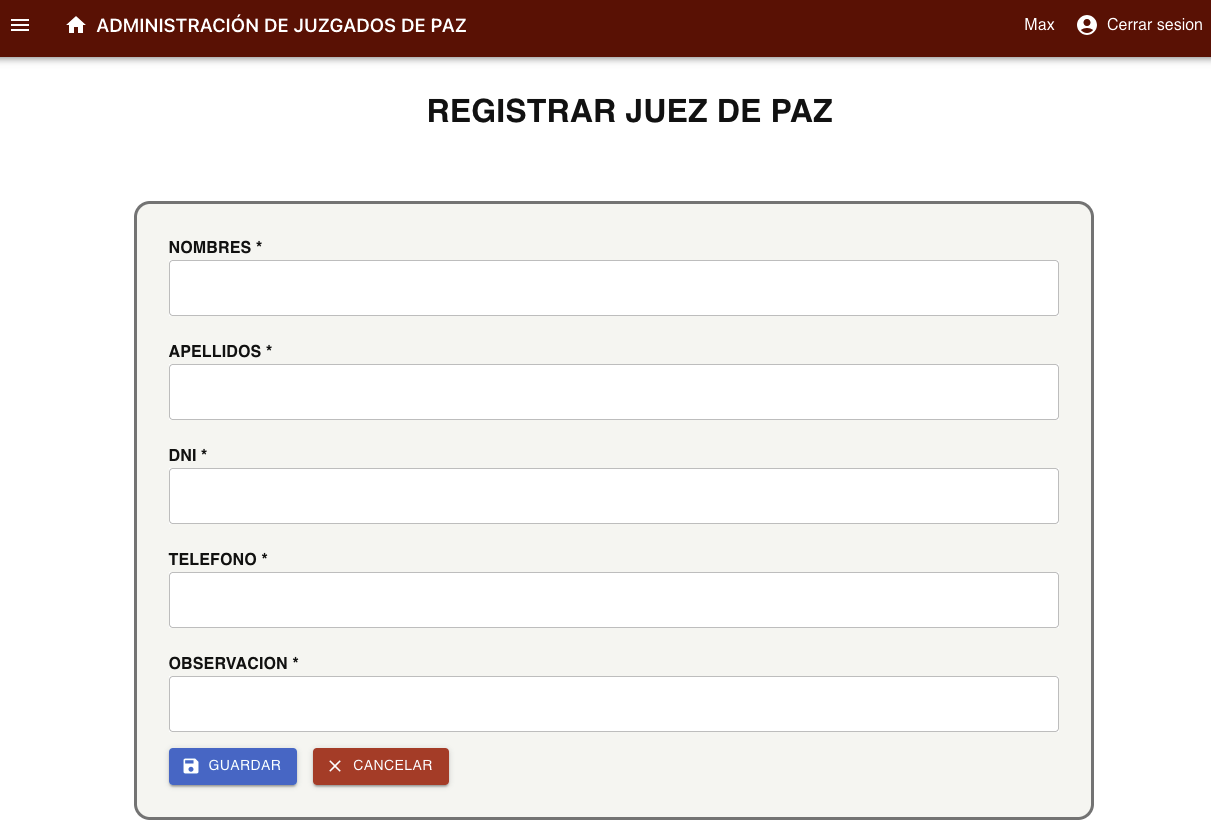 ADMINISTRACIÓN DE JUZGADOS DE PAZ Max Cerrar sesion
REGISTRAR JUEZ DE PAZ
NOMBRES *
APELLIDOS *
DNI *
TELEFONO *
OBSERVACION *
GUARDAR CANCELAR